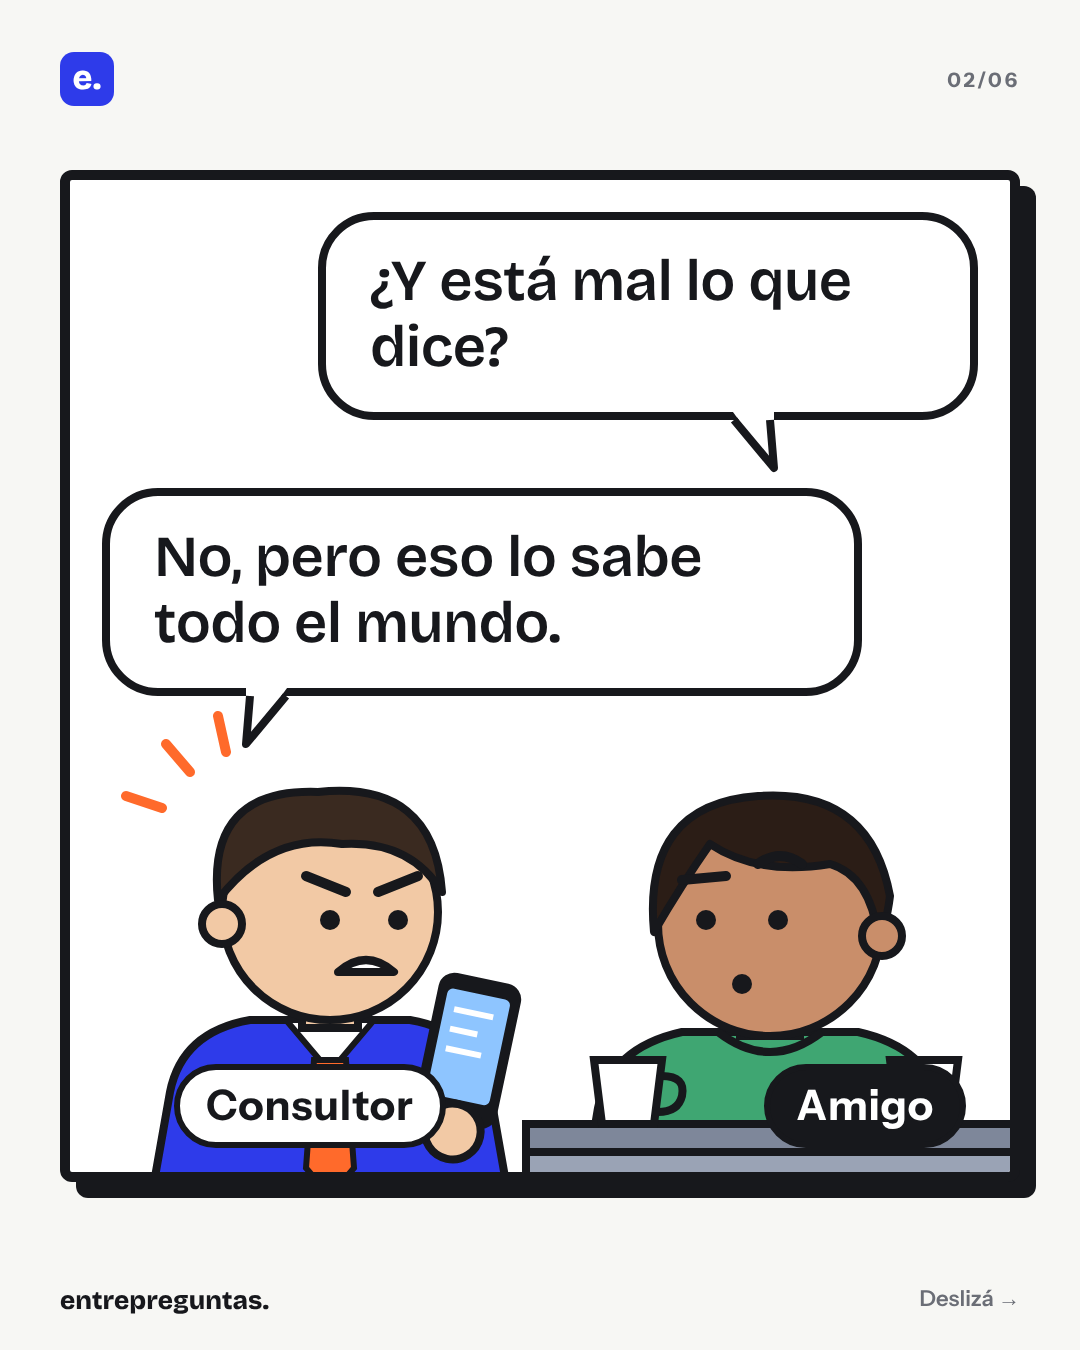 e.
02/06
¿Y está mal lo que
dice?
No, pero eso lo sabe
todo el mundo.
Consultor
Amigo
entrepreguntas.
Deslizá →